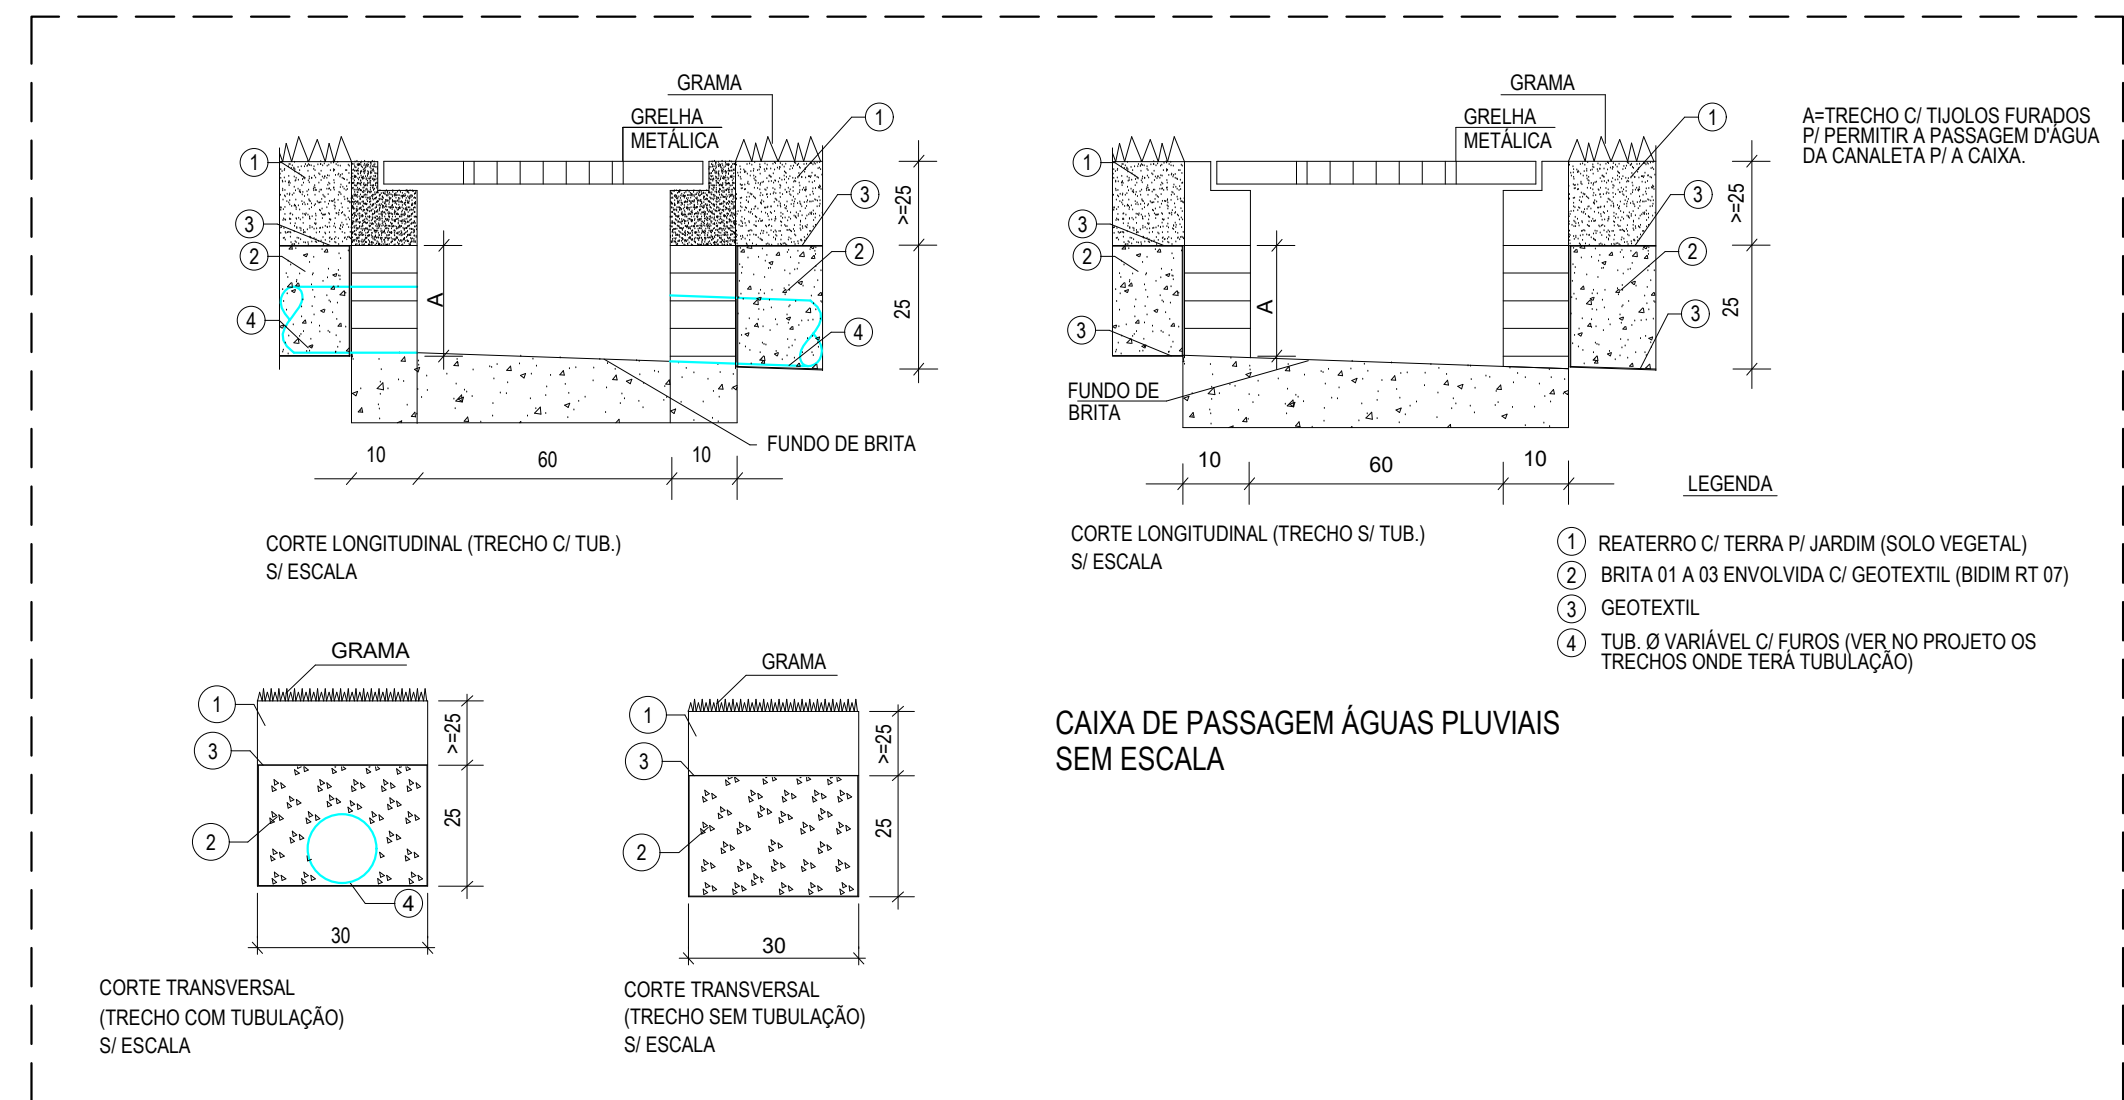 GRAMA
GRELHA
METÁLICA
1
1
3
3
2
2
4
4
A
>=25
25
FUNDO DE BRITA
10
60
10
CORTE LONGITUDINAL (TRECHO C/ TUB.)
S/ ESCALA
GRAMA
GRELHA
METÁLICA
1
1
3
3
2
2
3
3
A
>=25
25
FUNDO DE
BRITA
10
60
10
CORTE LONGITUDINAL (TRECHO S/ TUB.)
S/ ESCALA
A=TRECHO C/ TIJOLOS FURADOS
P/ PERMITIR A PASSAGEM D'ÁGUA
DA CANALETA P/ A CAIXA.
LEGENDA
1 REATERRO C/ TERRA P/ JARDIM (SOLO VEGETAL)
2 BRITA 01 A 03 ENVOLVIDA C/ GEOTEXTIL (BIDIM RT 07)
3 GEOTEXTIL
4 TUB. Ø VARIÁVEL C/ FUROS (VER NO PROJETO OS
TRECHOS ONDE TERÁ TUBULAÇÃO)
GRAMA
1
3
2
4
>=25
25
30
CORTE TRANSVERSAL
(TRECHO COM TUBULAÇÃO)
S/ ESCALA
GRAMA
1
3
2
>=25
25
30
CORTE TRANSVERSAL
(TRECHO SEM TUBULAÇÃO)
S/ ESCALA
CAIXA DE PASSAGEM ÁGUAS PLUVIAIS
SEM ESCALA